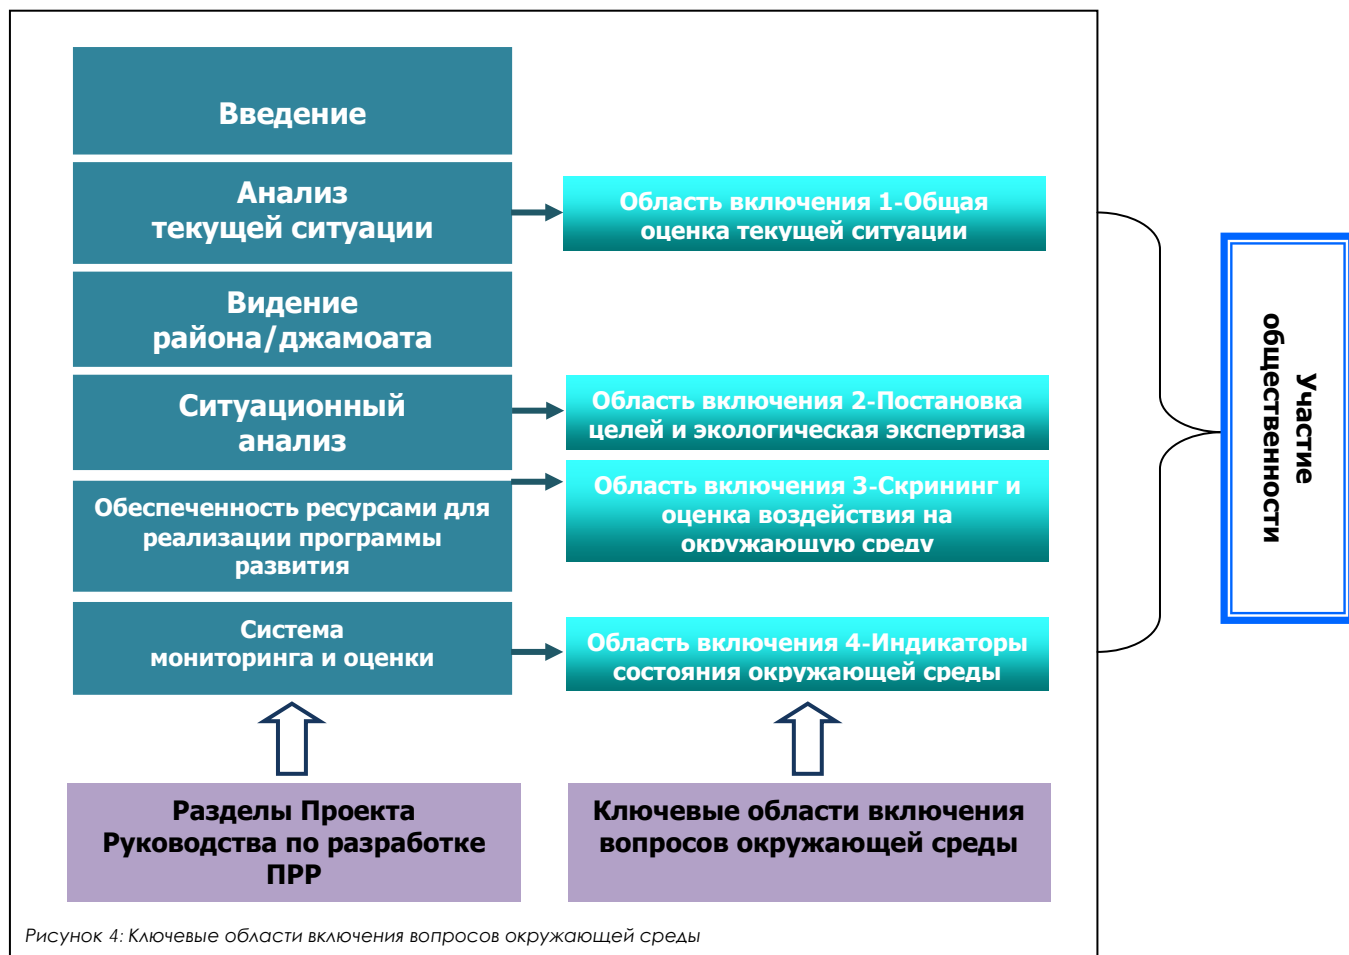 Введение
Анализ
текущей ситуации
Область включения 1-Общая
оценка текущей ситуации
Видение
района/джамоата
Ситуационный
анализ
Область включения 2-Постановка
целей и экологическая экспертиза
Обеспеченность ресурсами для
реализации программы
развития
Область включения 3-Скрининг и
оценка воздействия на
окружающую среду
Система
мониторинга и оценки
Область включения 4-Индикаторы
состояния окружающей среды
Участие
общественности
Разделы Проекта
Руководства по разработке
ПРР
Ключевые области включения
вопросов окружающей среды
Рисунок 4: Ключевые области включения вопросов окружающей среды